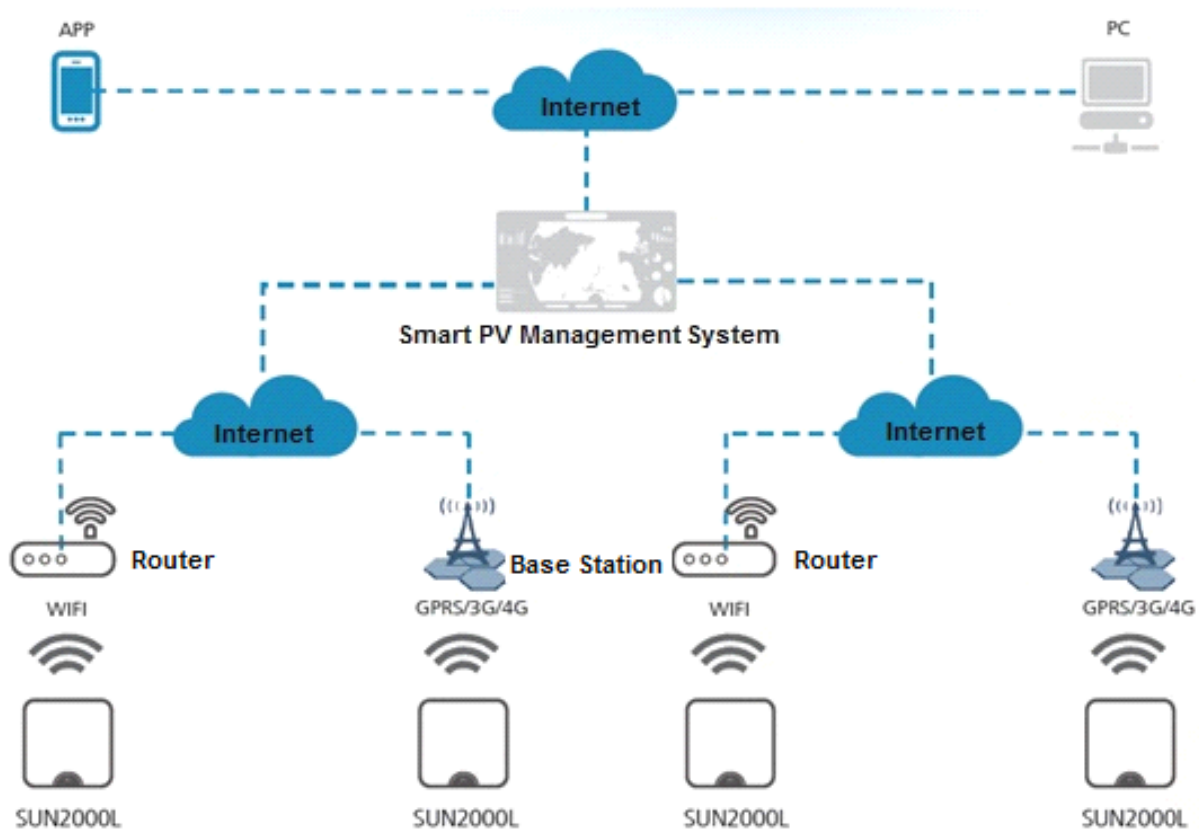 APP
PC
Internet
Smart PV Management System
Internet
Internet
Router
Base Station
Router
WIFI
GPRS/3G/4G
WIFI
GPRS/3G/4G
SUN2000L
SUN2000L
SUN2000L
SUN2000L